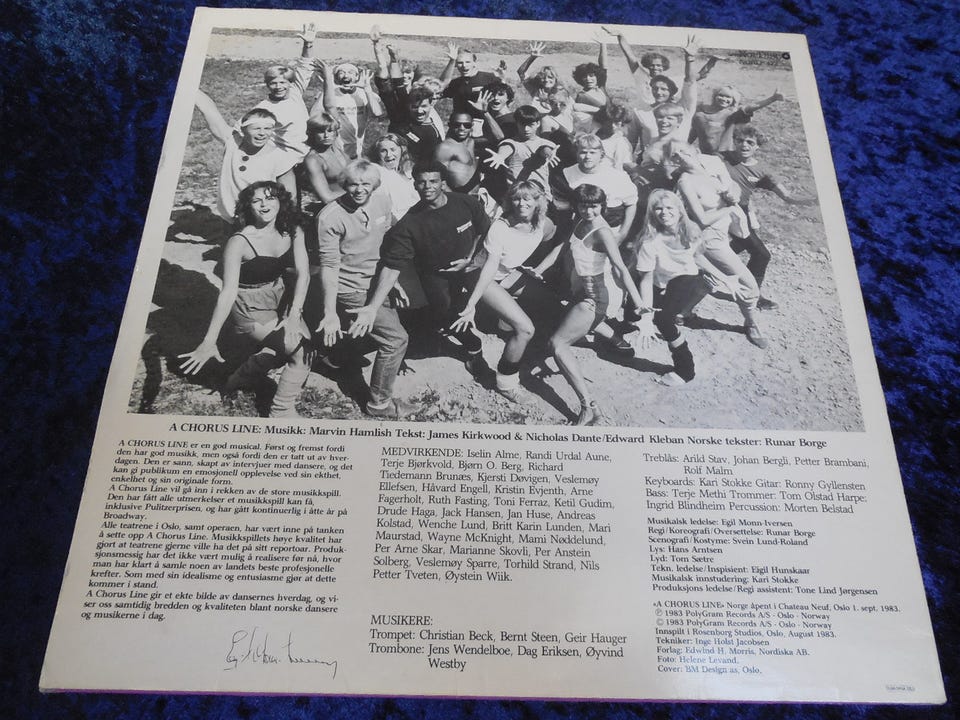 A CHORUS LINE: Musikk: Marvin Hamlish Tekst: James Kirkwood & Nicholas Dante/Edward Kleban Norske tekster: Runar Borge
A CHORUS LINE er en god musical. Først og fremst fordi
den har god musikk, men også fordi den er tatt ut av hver-
dagen. Den er sann, skapt av intervjuer med dansere, og det
kan gi publikum en emosjonell opplevelse ved sin ekthet,
enkelhet og sin originale form.
A Chorus Line vil gå inn i rekken av de store musikkspill.
Den har fått alle utmerkelser et musikkspill kan få,
inklusive Pulitzerprisen, og har gått kontinuerlig i åtte år på
Broadway.
Alle teatrene i Oslo, samt operaen, har vært inne på tanken
å sette opp A Chorus Line. Musikkspillets høye kvalitet har
gjort at teatrene gjerne ville ha det på sitt reportoar. Produk-
sjonsmessig har det ikke vært mulig å realisere før nå, hvor
man har klart å samle noen av landets beste profesjonelle
krefter. Som med sin idealisme og entusiasme gjør at dette
kommer i stand.
A Chorus Line gir et ekte bilde av dansernes hverdag, og vi-
ser oss samtidig bredden og kvaliteten blant norske dansere
og musikerne i dag.
MEDVIRKENDE: Iselin Alme, Randi Urdal Aune,
Terje Bjørkvold, Bjørn O. Berg, Richard
Tiedemann Brunæs, Kjersti Døvigen, Veslemøy
Ellefsen, Håvard Engell, Kristin Evjenth, Arne
Fagerholt, Ruth Fasting, Toni Ferraz, Ketil Gudim,
Drude Haga, Jack Hansen, Jan Huse, Andreas
Kolstad, Wenche Lund, Britt Karin Lunden, Mari
Maurstad, Wayne McKnight, Mami Nøddelund,
Per Arne Skar, Marianne Skovli, Per Anstein
Solberg, Veslemøy Sparre, Torhild Strand, Nils
Petter Tveten, Øystein Wiik.
MUSIKERE:
Trompet: Christian Beck, Bernt Steen, Geir Hauger
Trombone: Jens Wendelboe, Dag Eriksen, Øyvind
Westby
Treblås: Arild Stav, Johan Bergli, Petter Brambani,
Rolf Malm
Keyboards: Kari Stokke Gitar: Ronny Gyllensten
Bass: Terje Methi Trommer: Tom Olstad Harpe:
Ingrid Blindheim Percusion: Morten Belstad
Musikalsk ledelse: Egil Monn-Iversen
Regi/Koreografi/Oversettelse: Runar Borge
Scenografi/Kostyme: Svein Lund-Roland
Lys: Hans Arntsen
Lyd: Tom Sætre
Tekn. ledelse/Inspisient: Eigil Hunskaar
Musikalsk innstudering: Kari Stokke
Produksjons ledelse/Regi assistent: Tone Lind Jørgensen
«A CHORUS LINE» Norge åpent i Chateau Neuf, Oslo 1. sept. 1983.
℗ 1983 PolyGram Records A/S - Oslo - Norway
© 1983 PolyGram Records A/S - Oslo - Norway
Innspilt i Rosenborg Studios, Oslo, August 1983.
Tekniker: Inge Holst Jacobsen
Forlag: Edwind H. Morris, Nordiska AB.
Foto: Helene Levand.
Cover: BM Design as, Oslo.